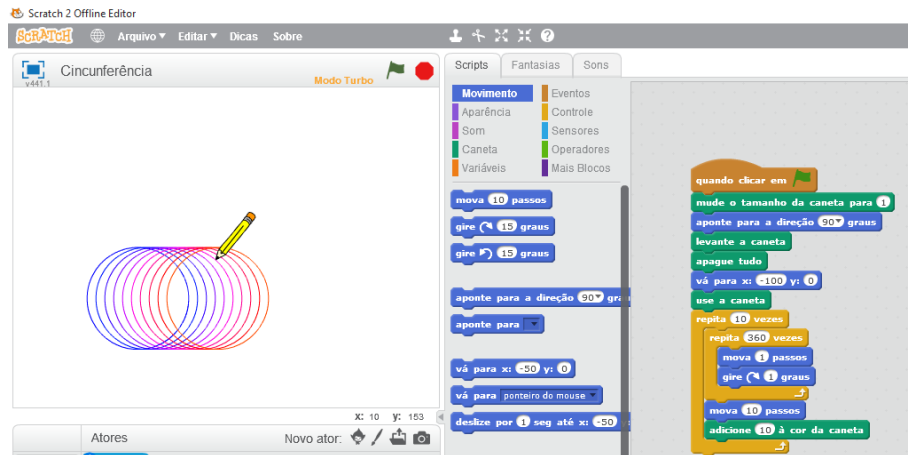 Scratch 2 Offline Editor
SCRATCH Arquivo Editar Dicas Sobre
v441.1
Cincunferência
Modo Turbo
X: 10 y: 153
Atores
Novo ator:
Scripts Fantasias Sons
Movimento Eventos
Aparência Controle
Som Sensores
Caneta Operadores
Variáveis Mais Blocos
mova 10 passos
gire 15 graus
gire 15 graus
aponte para a direção 90 gra
aponte para
vá para x: -50 y: 0
vá para ponteiro do mouse
deslize por 1 seg até x: -50
quando clicar em
mude o tamanho da caneta para 1
aponte para a direção 90 graus
levante a caneta
apague tudo
vá para x: -100 y: 0
use a caneta
repita 10 vezes
repita 360 vezes
mova 1 passos
gire 1 graus
mova 10 passos
adicione 10 à cor da caneta